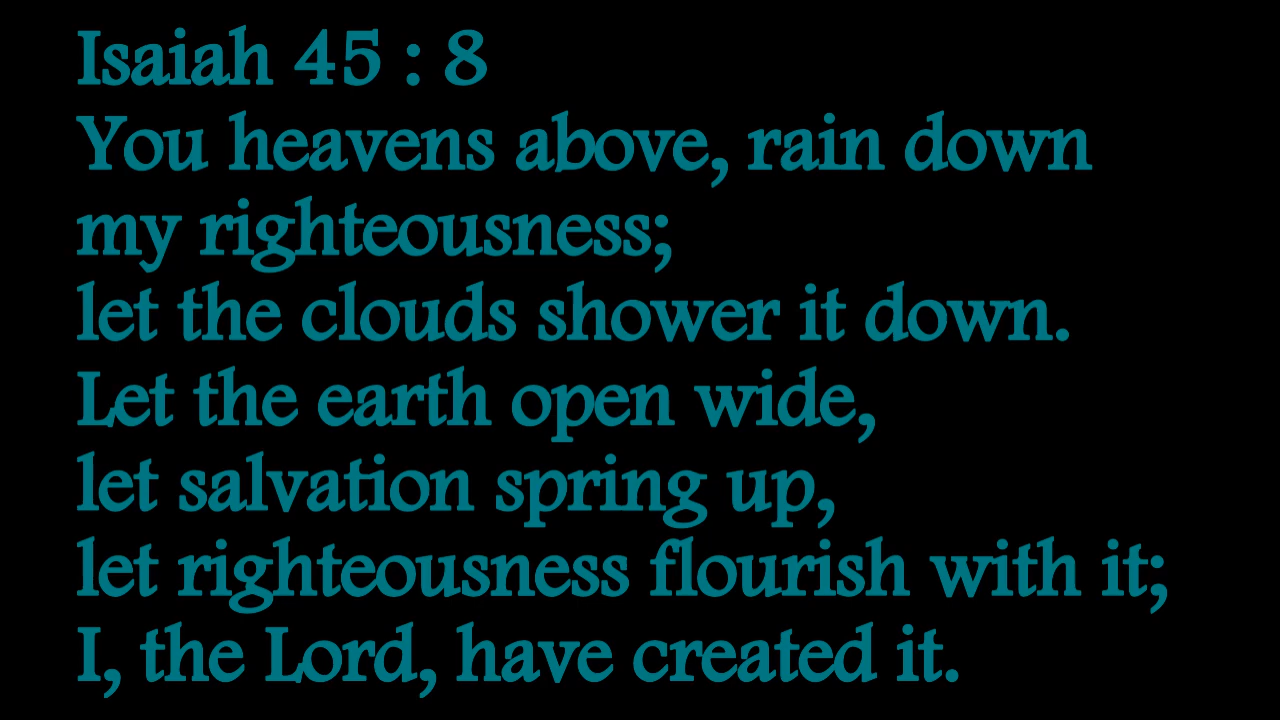 Isaiah 45 : 8
You heavens above, rain down
my righteousness;
let the clouds shower it down.
Let the earth open wide,
let salvation spring up,
let righteousness flourish with it;
I, the Lord, have created it.